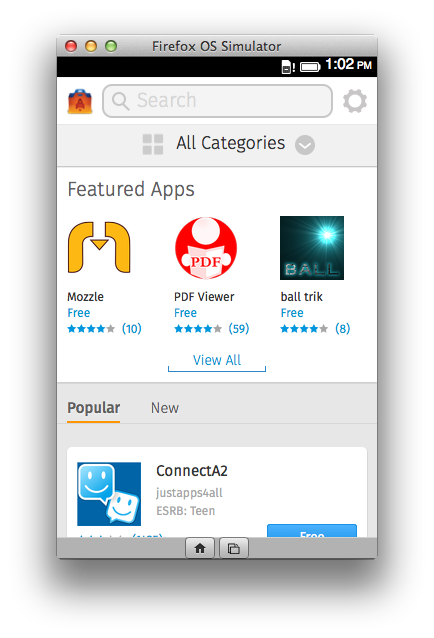 Firefox OS Simulator
1:02 PM
Search
All Categories
Featured Apps
PDF
BALL
Mozzle
PDF Viewer
ball trik
Free
Free
Free
(10)
(59)
(8)
View All
Popular
New
ConnectA2
justapps4all
ESRB: Teen
Free